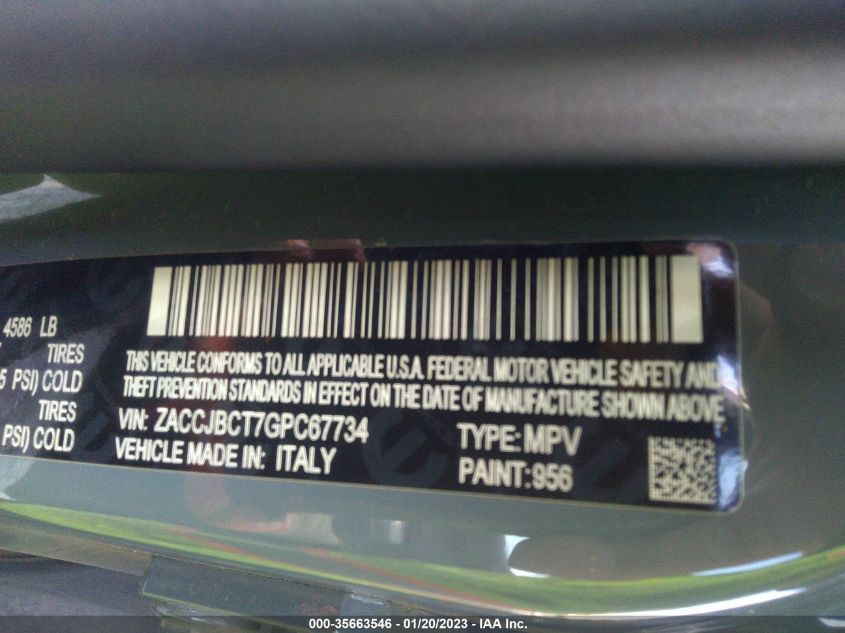 4586 LB
TIRES
5 PSI) COLD
TIRES
PSI) COLD
THIS VEHICLE CONFORMS TO ALL APPLICABLE U.S.A. FEDERAL MOTOR VEHICLE SAFETY AND
THEFT PREVENTION STANDARDS IN EFFECT ON THE DATE OF MANUFACTURE SHOWN ABOVE
VIN: ZACCJBCT7GPC67734
TYPE: MPV
VEHICLE MADE IN: ITALY
PAINT: 956
000-35663546 - 01/20/2023 - IAA Inc.